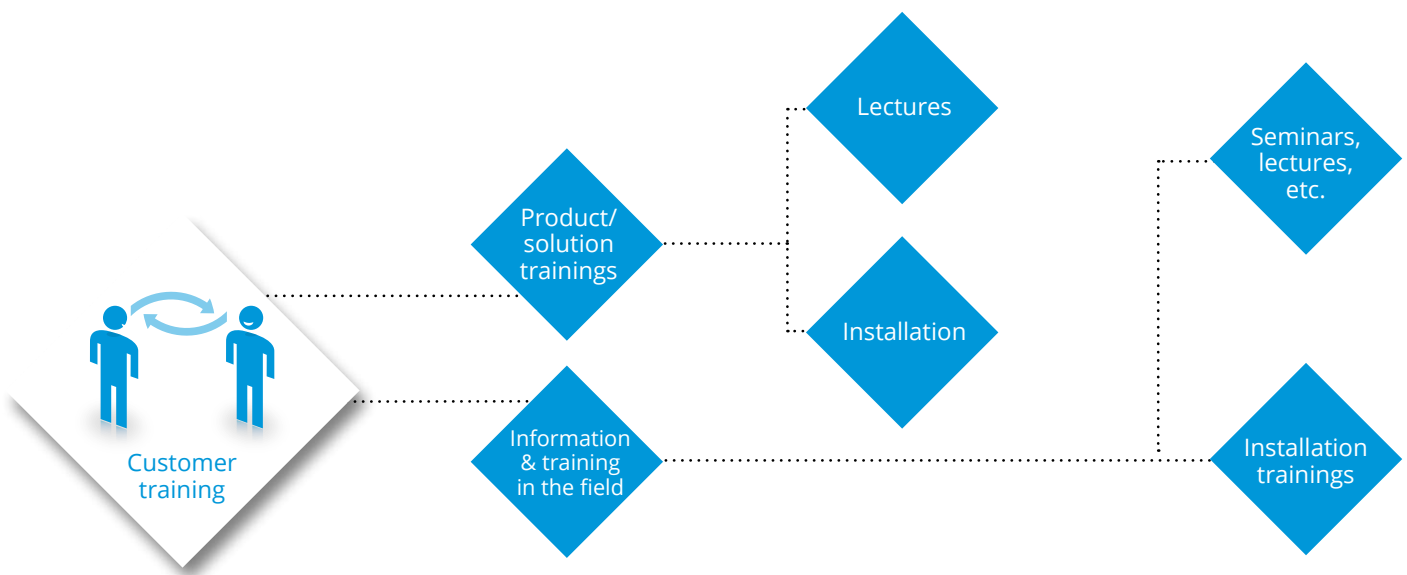 Customer
training
Product/
solution
trainings
Lectures
Installation
Information
& training
in the field
Seminars,
lectures,
etc.
Installation
trainings